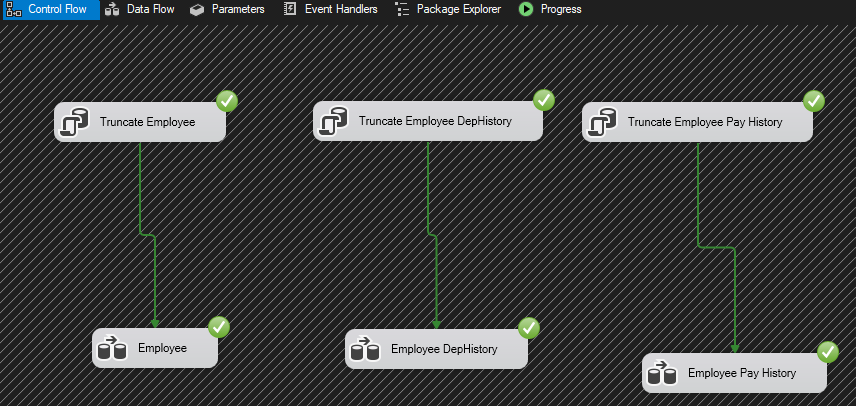 Control Flow
Data Flow
Parameters
Event Handlers
Package Explorer
Progress
Truncate Employee
Truncate Employee DepHistory
Truncate Employee Pay History
Employee
Employee DepHistory
Employee Pay History